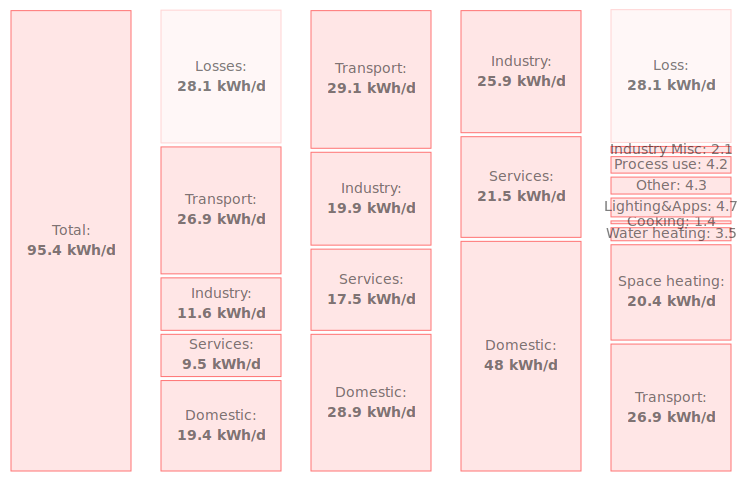 Total:
95.4 kWh/d
Losses:
28.1 kWh/d
Transport:
26.9 kWh/d
Industry:
11.6 kWh/d
Services:
9.5 kWh/d
Domestic:
19.4 kWh/d
Transport:
29.1 kWh/d
Industry:
19.9 kWh/d
Services:
17.5 kWh/d
Domestic:
28.9 kWh/d
Industry:
25.9 kWh/d
Services:
21.5 kWh/d
Domestic:
48 kWh/d
Loss:
28.1 kWh/d
Industry Misc: 2.1
Process use: 4.2
Other: 4.3
Lighting&Apps: 4.7
Cooking: 1.4
Water heating: 3.5
Space heating:
20.4 kWh/d
Transport:
26.9 kWh/d